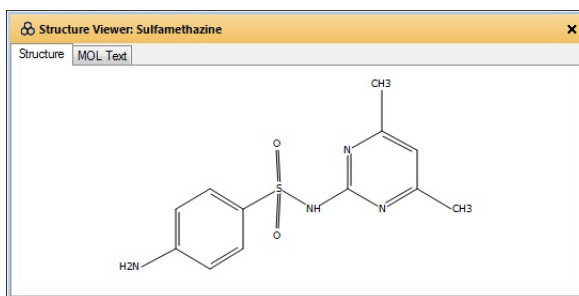 Structure Viewer: Sulfamethazine
Structure
MOL Text
CH3
O
N
S
NH
N
CH3
O
H2N